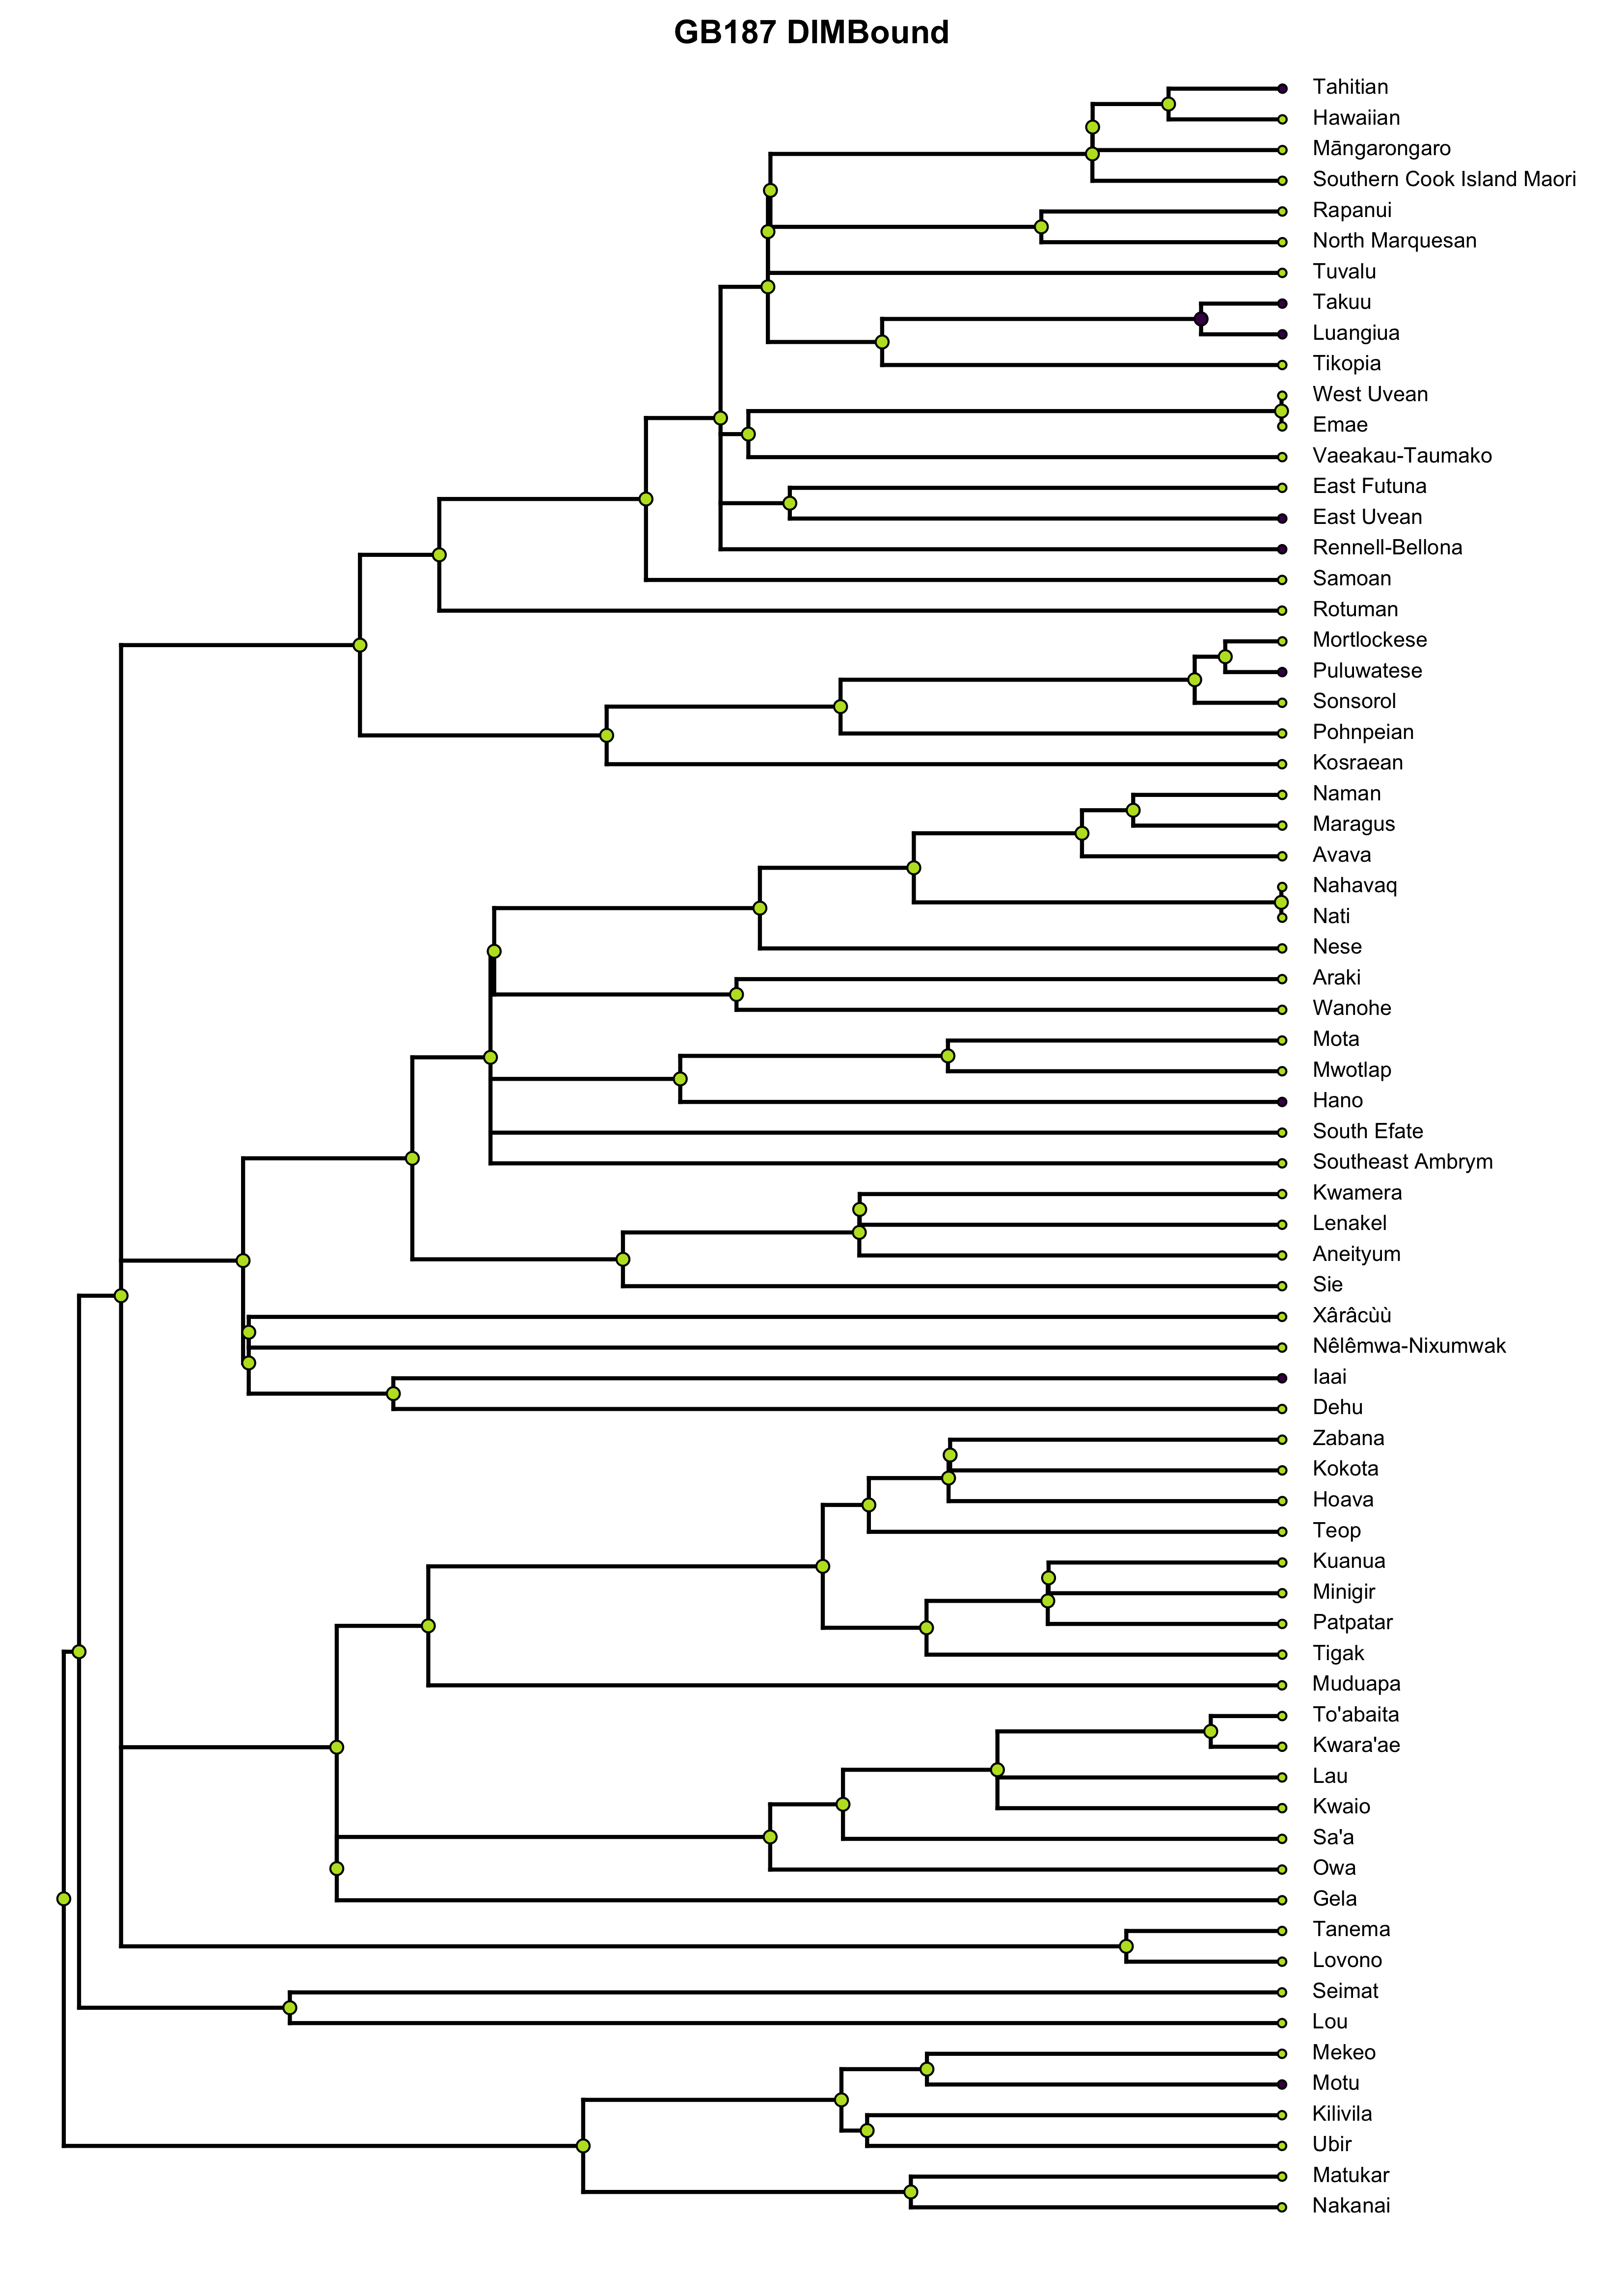 GB187 DIMBound
Tahitian
Hawaiian
Māngarongaro
Southern Cook Island Maori
Rapanui
North Marquesan
Tuvalu
Takuu
Luangiua
Tikopia
West Uvean
Emae
Vaeakau-Taumako
East Futuna
East Uvean
Rennell-Bellona
Samoan
Rotuman
Mortlockese
Puluwatese
Sonsorol
Pohnpeian
Kosraean
Naman
Maragus
Avava
Nahavaq
Nati
Nese
Araki
Wanohe
Mota
Mwotlap
Hano
South Efate
Southeast Ambrym
Kwamera
Lenakel
Aneityum
Sie
Xârâcùù
Nêlêmwa-Nixumwak
Iaai
Dehu
Zabana
Kokota
Hoava
Teop
Kuanua
Minigir
Patpatar
Tigak
Muduapa
To'abaita
Kwara'ae
Lau
Kwaio
Sa'a
Owa
Gela
Tanema
Lovono
Seimat
Lou
Mekeo
Motu
Kilivila
Ubir
Matukar
Nakanai